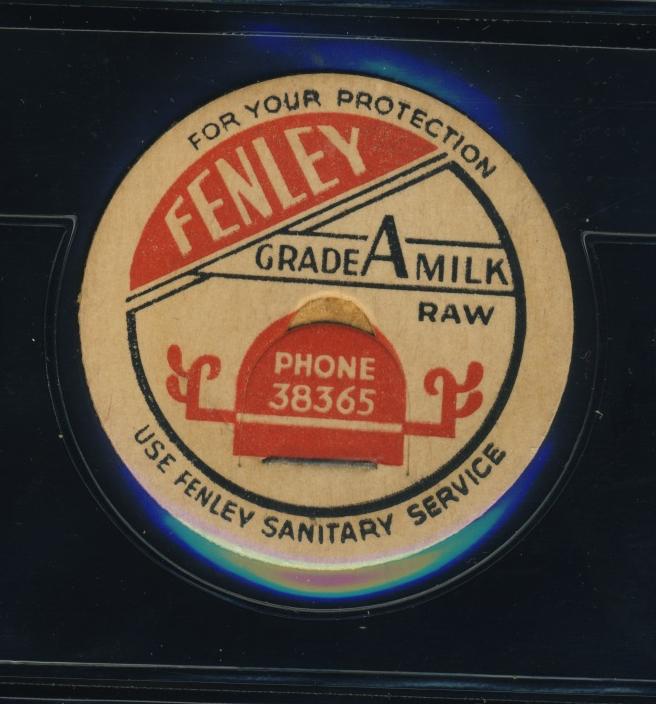 FOR YOUR PROTECTION
FENLEY
GRADE A MILK
RAW
PHONE
38365
USE FENLEY SANITARY SERVICE